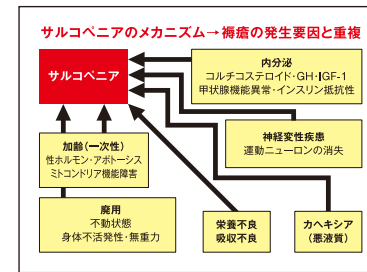 サルコペニアのメカニズム→褥瘡の発生要因と重複
サルコペニア
内分泌
コルチコステロイド・GH・IGF-1
甲状腺機能異常・インスリン抵抗性
神経変性疾患
運動ニューロンの消失
加齢(一次性)
性ホルモン・アポトーシス
ミトコンドリア機能障害
廃用
不動状態
身体不活発性・無重力
栄養不良
吸収不良
カヘキシア
(悪液質)